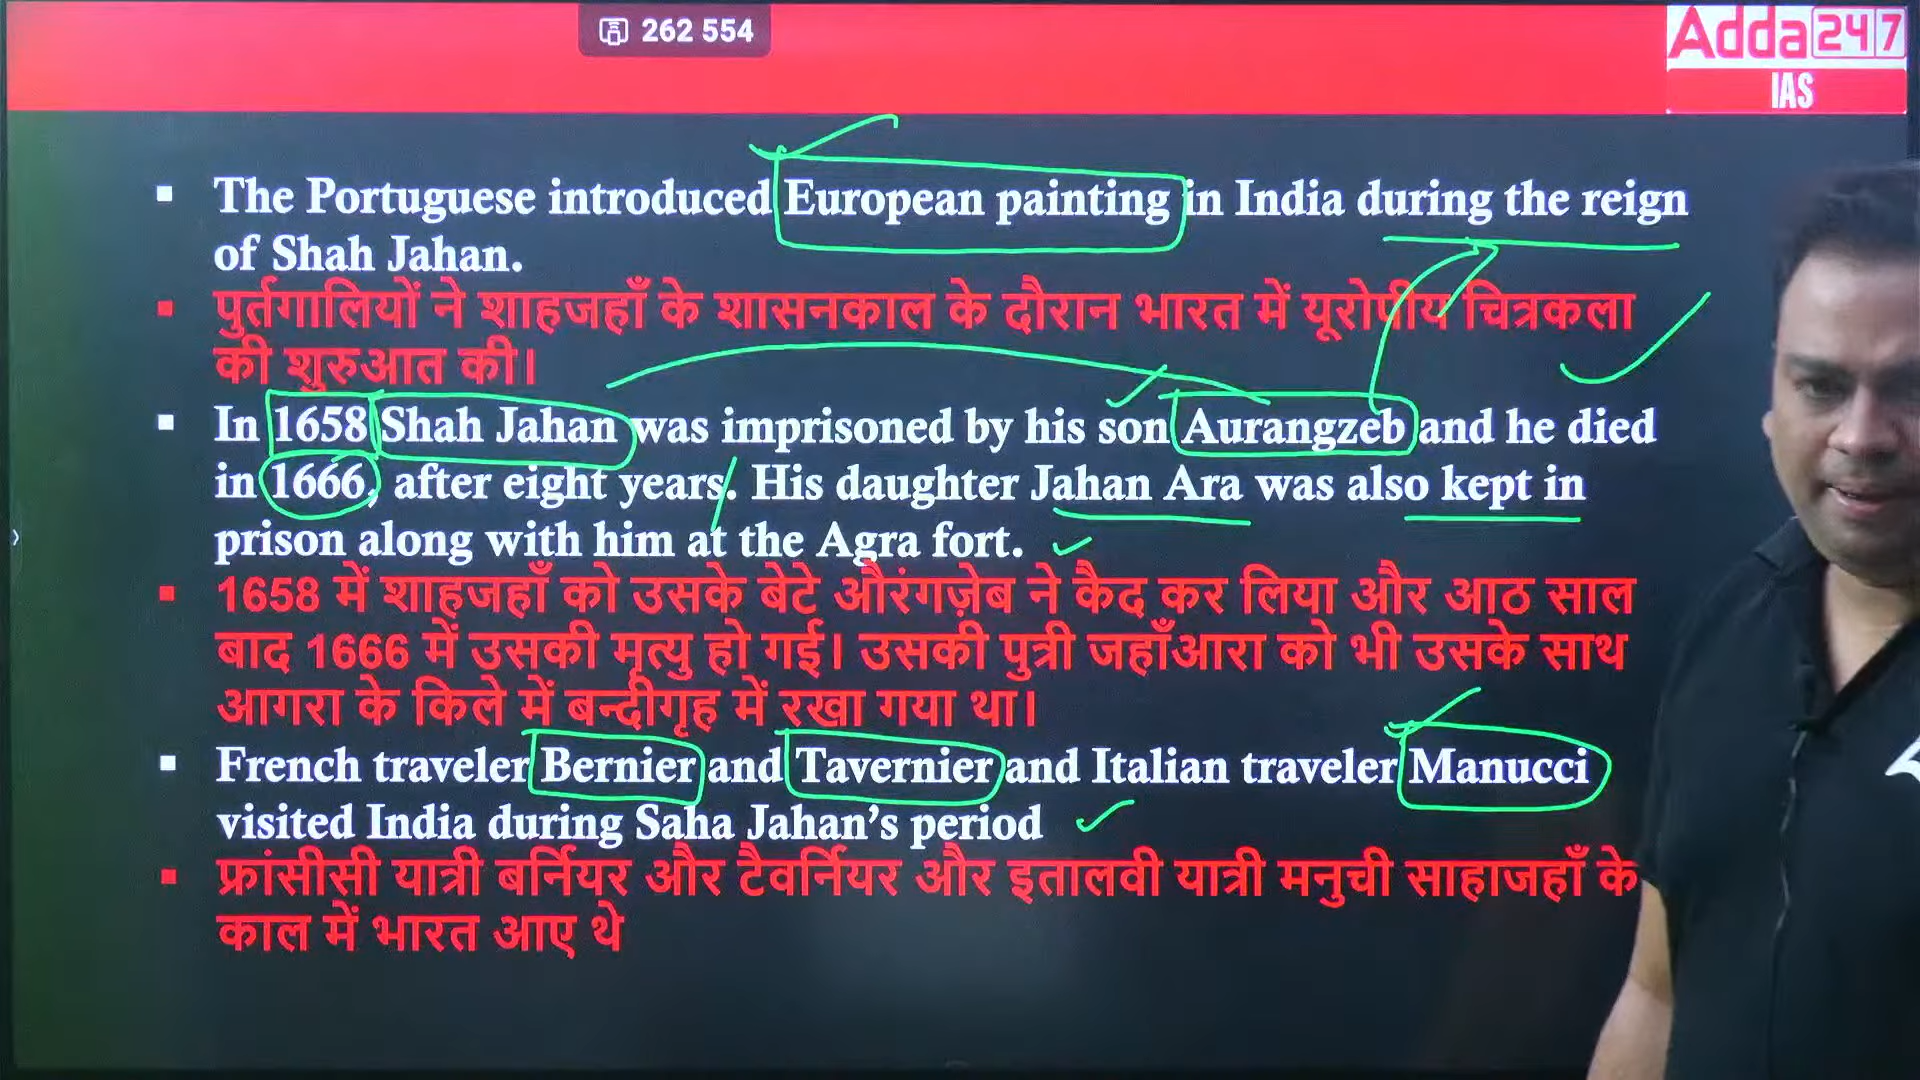 262 554
Adda247
IAS
▪ The Portuguese introduced European painting in India during the reign
of Shah Jahan.
▪ पुर्तगालियों ने शाहजहाँ के शासनकाल के दौरान भारत में यूरोपीय चित्रकला
की शुरुआत की।
▪ In 1658 Shah Jahan was imprisoned by his son Aurangzeb and he died
in 1666, after eight years. His daughter Jahan Ara was also kept in
prison along with him at the Agra fort.
▪ 1658 में शाहजहाँ को उसके बेटे औरंगज़ेब ने कैद कर लिया और आठ साल
बाद 1666 में उसकी मृत्यु हो गई। उसकी पुत्री जहाँआरा को भी उसके साथ
आगरा के किले में बन्दीगृह में रखा गया था।
▪ French traveler Bernier and Tavernier and Italian traveler Manucci
visited India during Saha Jahan’s period
▪ फ्रांसीसी यात्री बर्नियर और टैवर्नियर और इतालवी यात्री मनुची साहाजहाँ के
काल में भारत आए थे